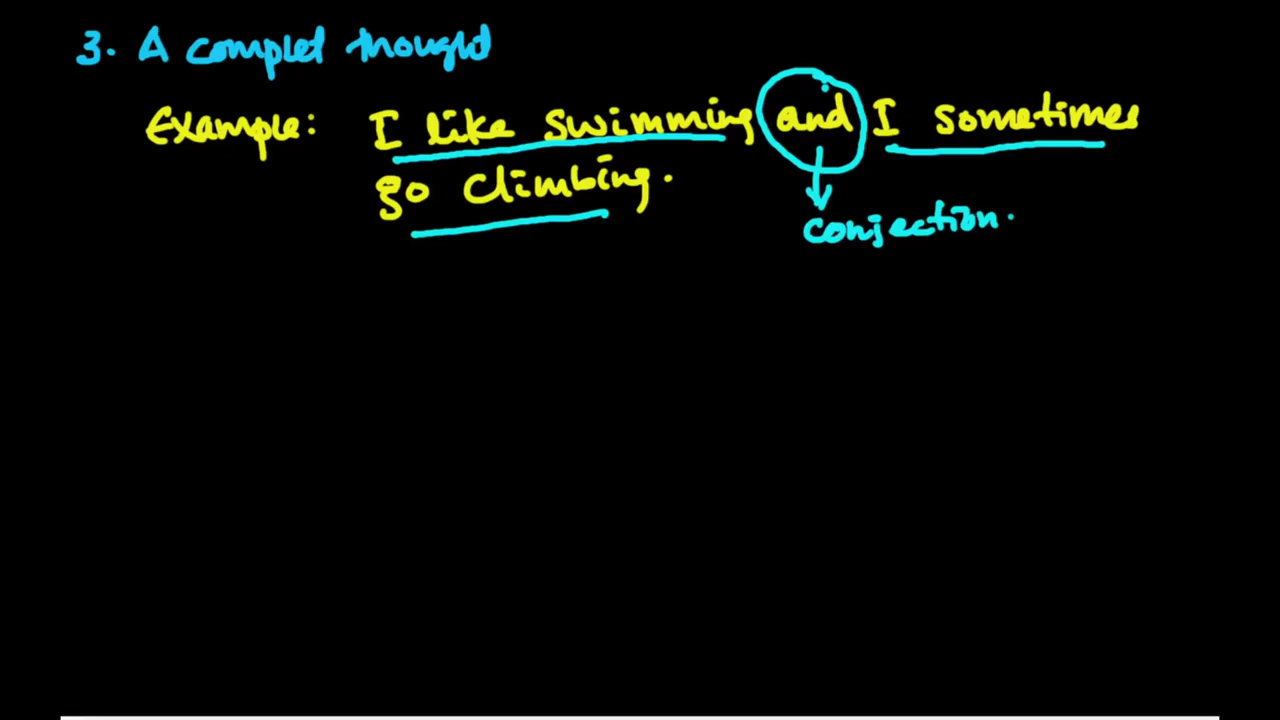 3. A complet thought
Example: I like swimming and I sometimes
go climbing.
conjection.